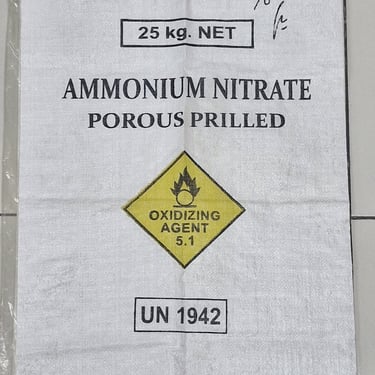 25 kg. NET
AMMONIUM NITRATE
POROUS PRILLED
OXIDIZING
AGENT
5.1
UN 1942